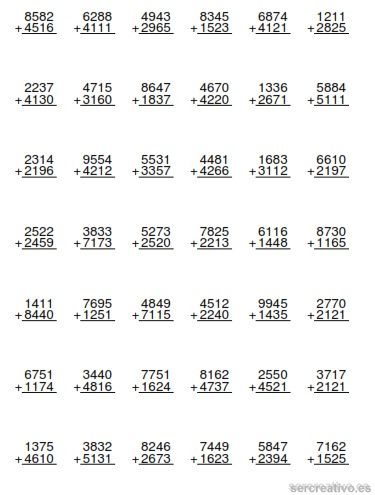 8582 6288 4943 8345 6874 1211
+4516 +4111 +2965 +1523 +4121 +2825
2237 4715 8647 4670 1336 5884
+4130 +3160 +1837 +4220 +2671 +5111
2314 9554 5531 4481 1683 6610
+2196 +4212 +3357 +4266 +3112 +2197
2522 3833 5273 7825 6116 8730
+2459 +7173 +2520 +2213 +1448 +1165
1411 7695 4849 4512 9945 2770
+8440 +1251 +7115 +2240 +1435 +2121
6751 3440 7751 8162 2550 3717
+1174 +4816 +1624 +4737 +4521 +2121
1375 3832 8246 7449 5847 7162
+4610 +5131 +2673 +1623 +2394 +1525
sercreativo.es